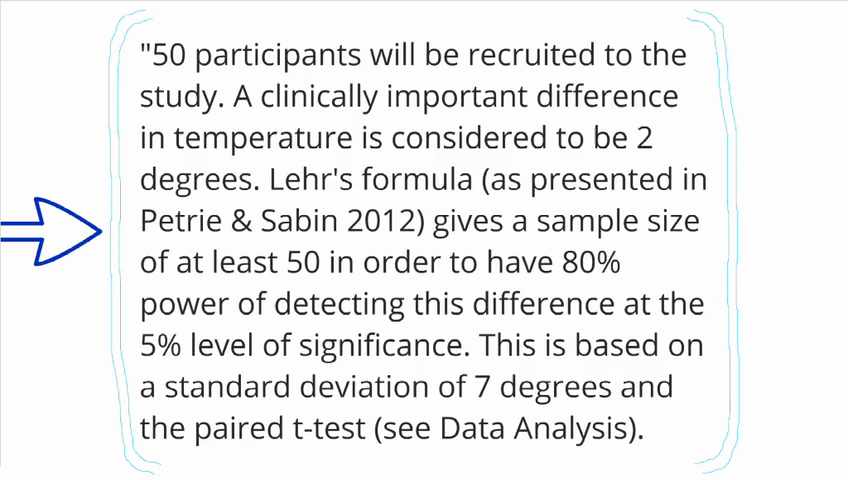 "50 participants will be recruited to the
study. A clinically important difference
in temperature is considered to be 2
degrees. Lehr's formula (as presented in
Petrie & Sabin 2012) gives a sample size
of at least 50 in order to have 80%
power of detecting this difference at the
5% level of significance. This is based on
a standard deviation of 7 degrees and
the paired t-test (see Data Analysis).